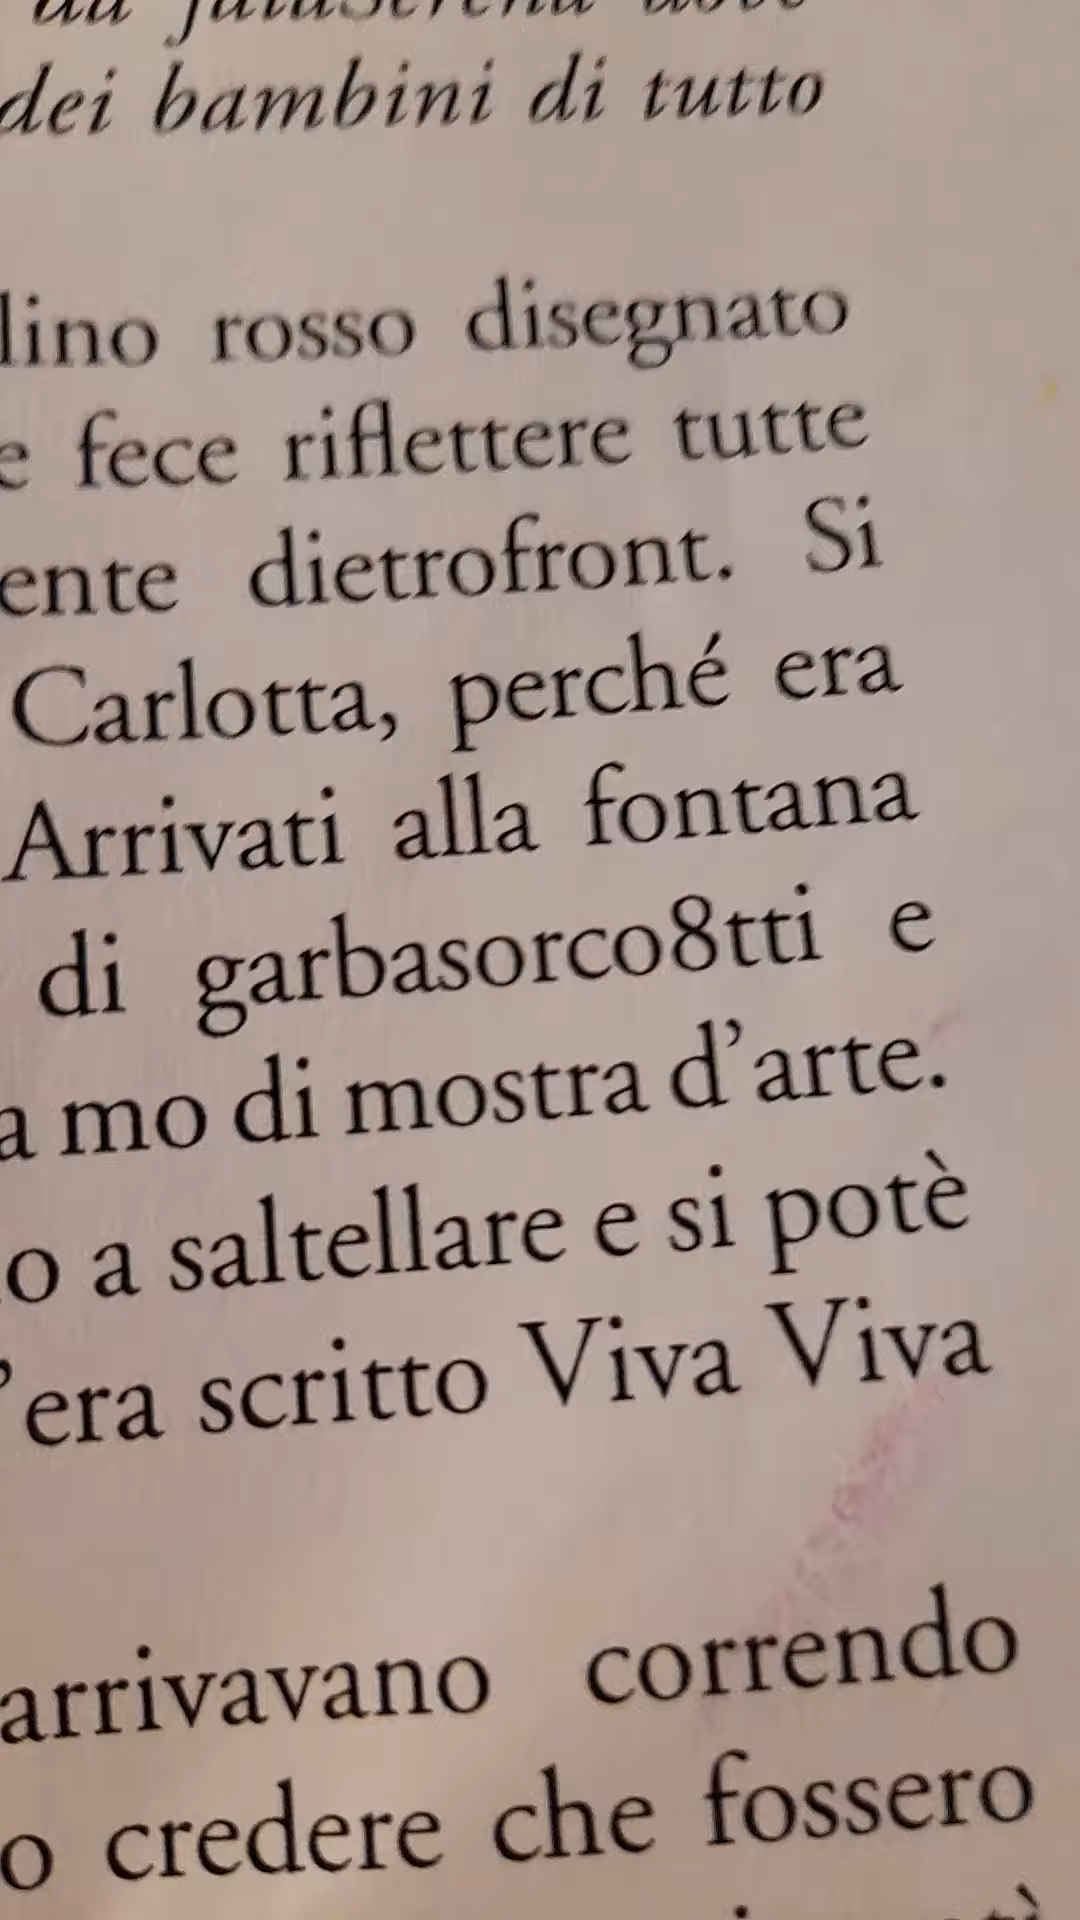 dei bambini di tutto
lino rosso disegnato
e fece riflettere tutte
ente dietrofront. Si
Carlotta, perché era
Arrivati alla fontana
di garbasorco8tti e
a mo di mostra d'arte.
o a saltellare e si potè
'era scritto Viva Viva
arrivavano correndo
o credere che fossero